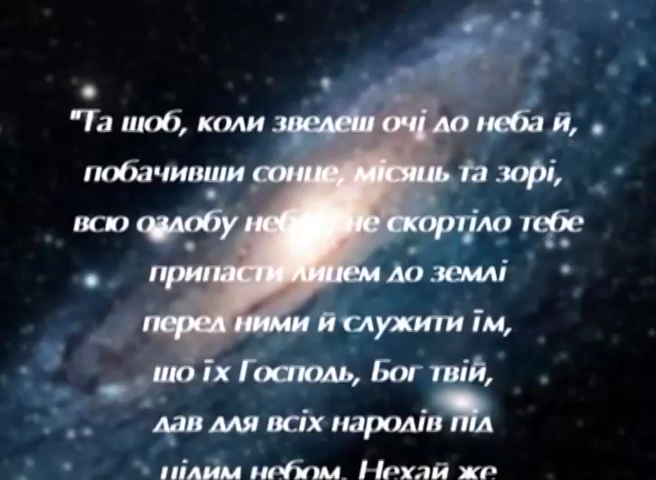 "Та щоб, коли зведеш очі до неба й,
побачивши сонце, місяць та зорі,
всю оздобу неба, не скортіло тебе
припасти лицем до землі
перед ними й служити їм,
що їх Господь, Бог твій,
дав для всіх народів під
цілим небом. Нехай же